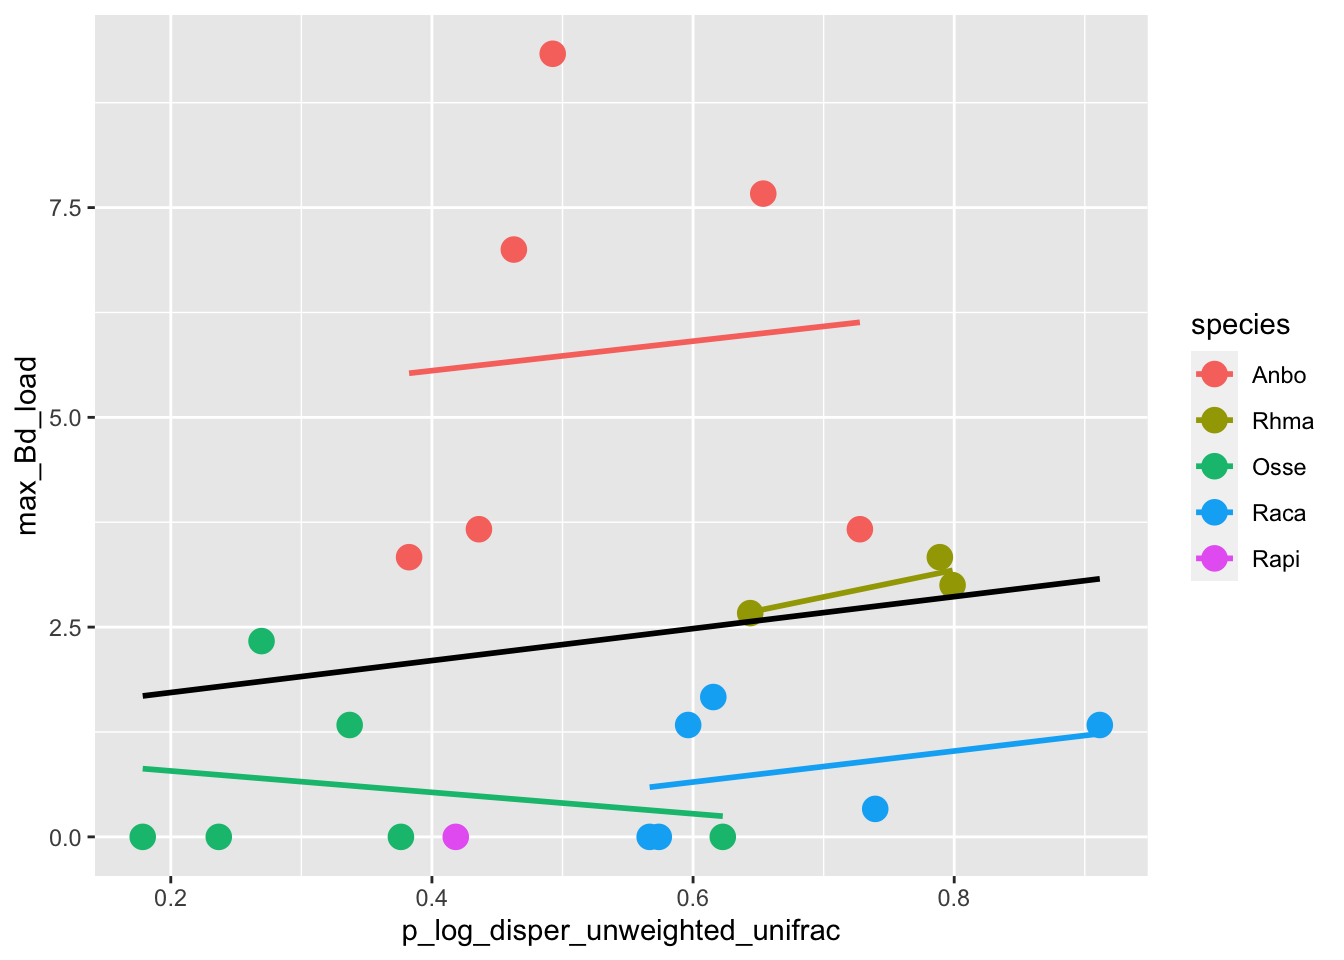 7.5
5.0
2.5
0.0
max_Bd_load
0.2 0.4 0.6 0.8
p_log_disper_unweighted_unifrac
species
Anbo
Rhma
Osse
Raca
Rapi